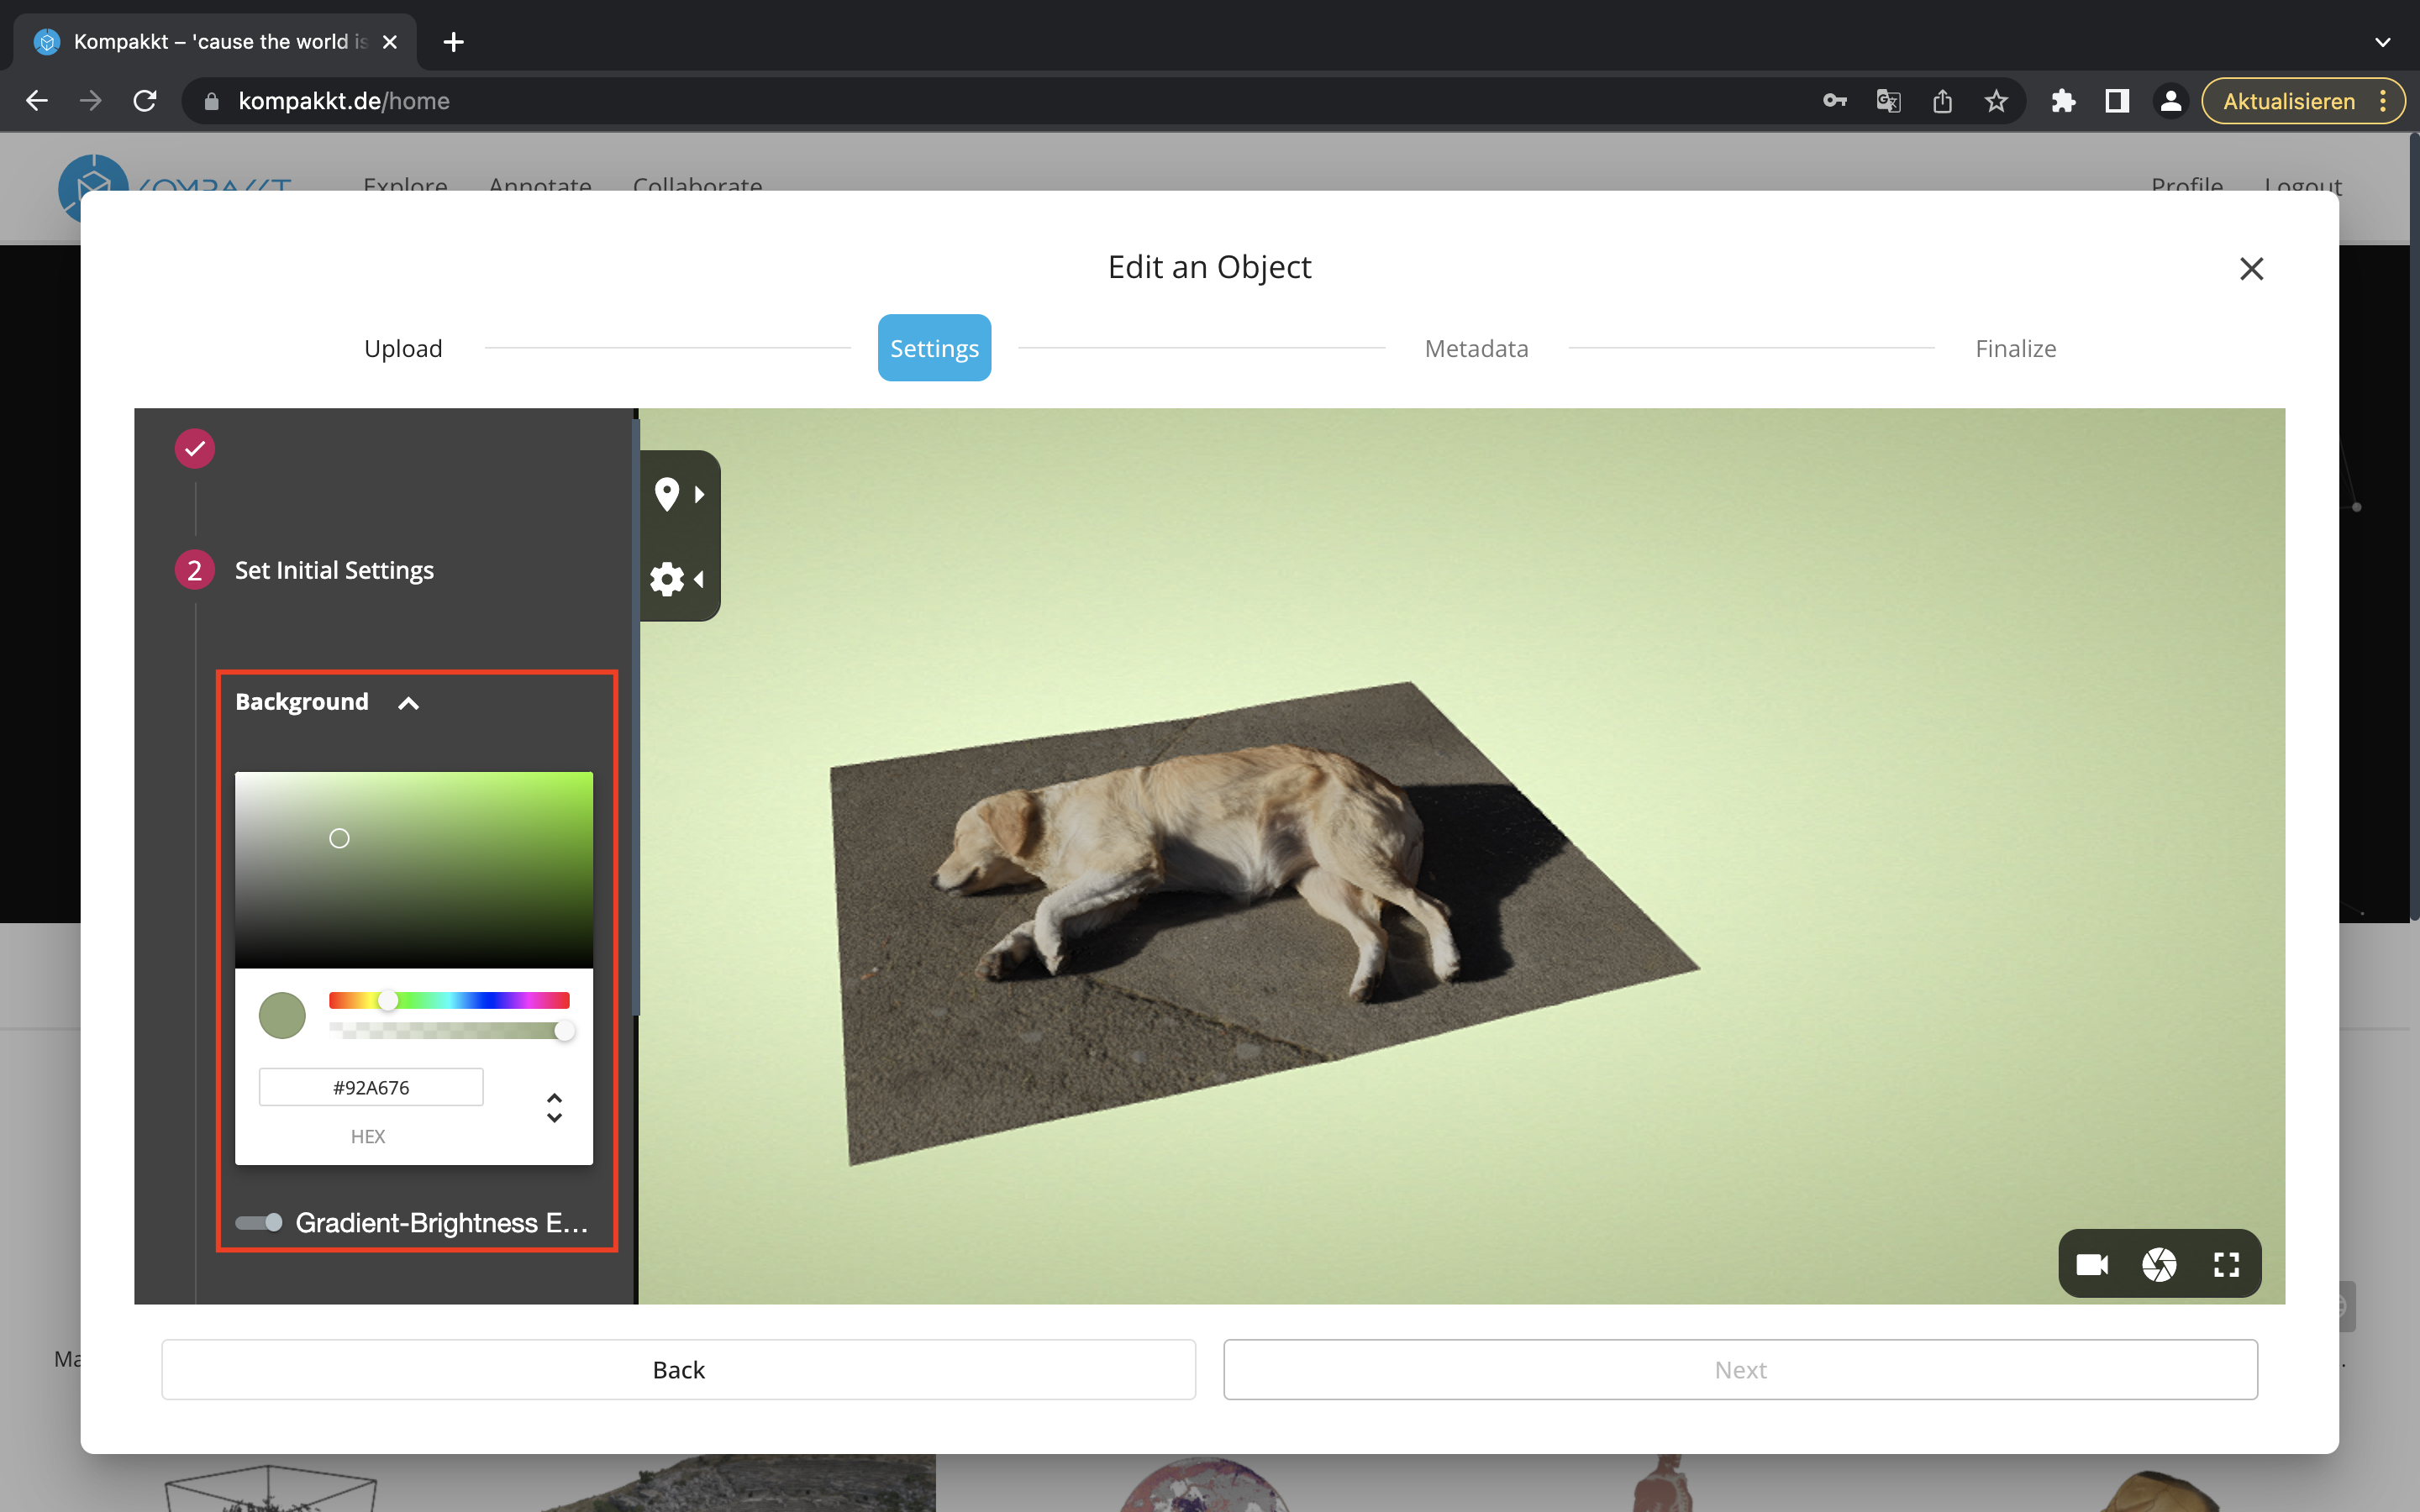 Kompakkt – 'cause the world is
kompakkt.de/home
Aktualisieren
KOMPAKKT
Explore
Annotate
Collaborate
Profile
Logout
Edit an Object
Upload
Settings
Metadata
Finalize
2
Set Initial Settings
Background
#92A676
HEX
Gradient-Brightness E...
Back
Next